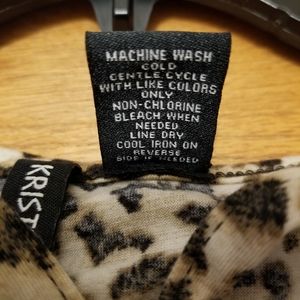 MACHINE WASH
COLD
GENTLE CYCLE
WITH LIKE COLORS
ONLY
NON-CHLORINE
BLEACH WHEN
NEEDED
LINE DRY
COOL IRON ON
REVERSE
SIDE IF NEEDED
KRIST